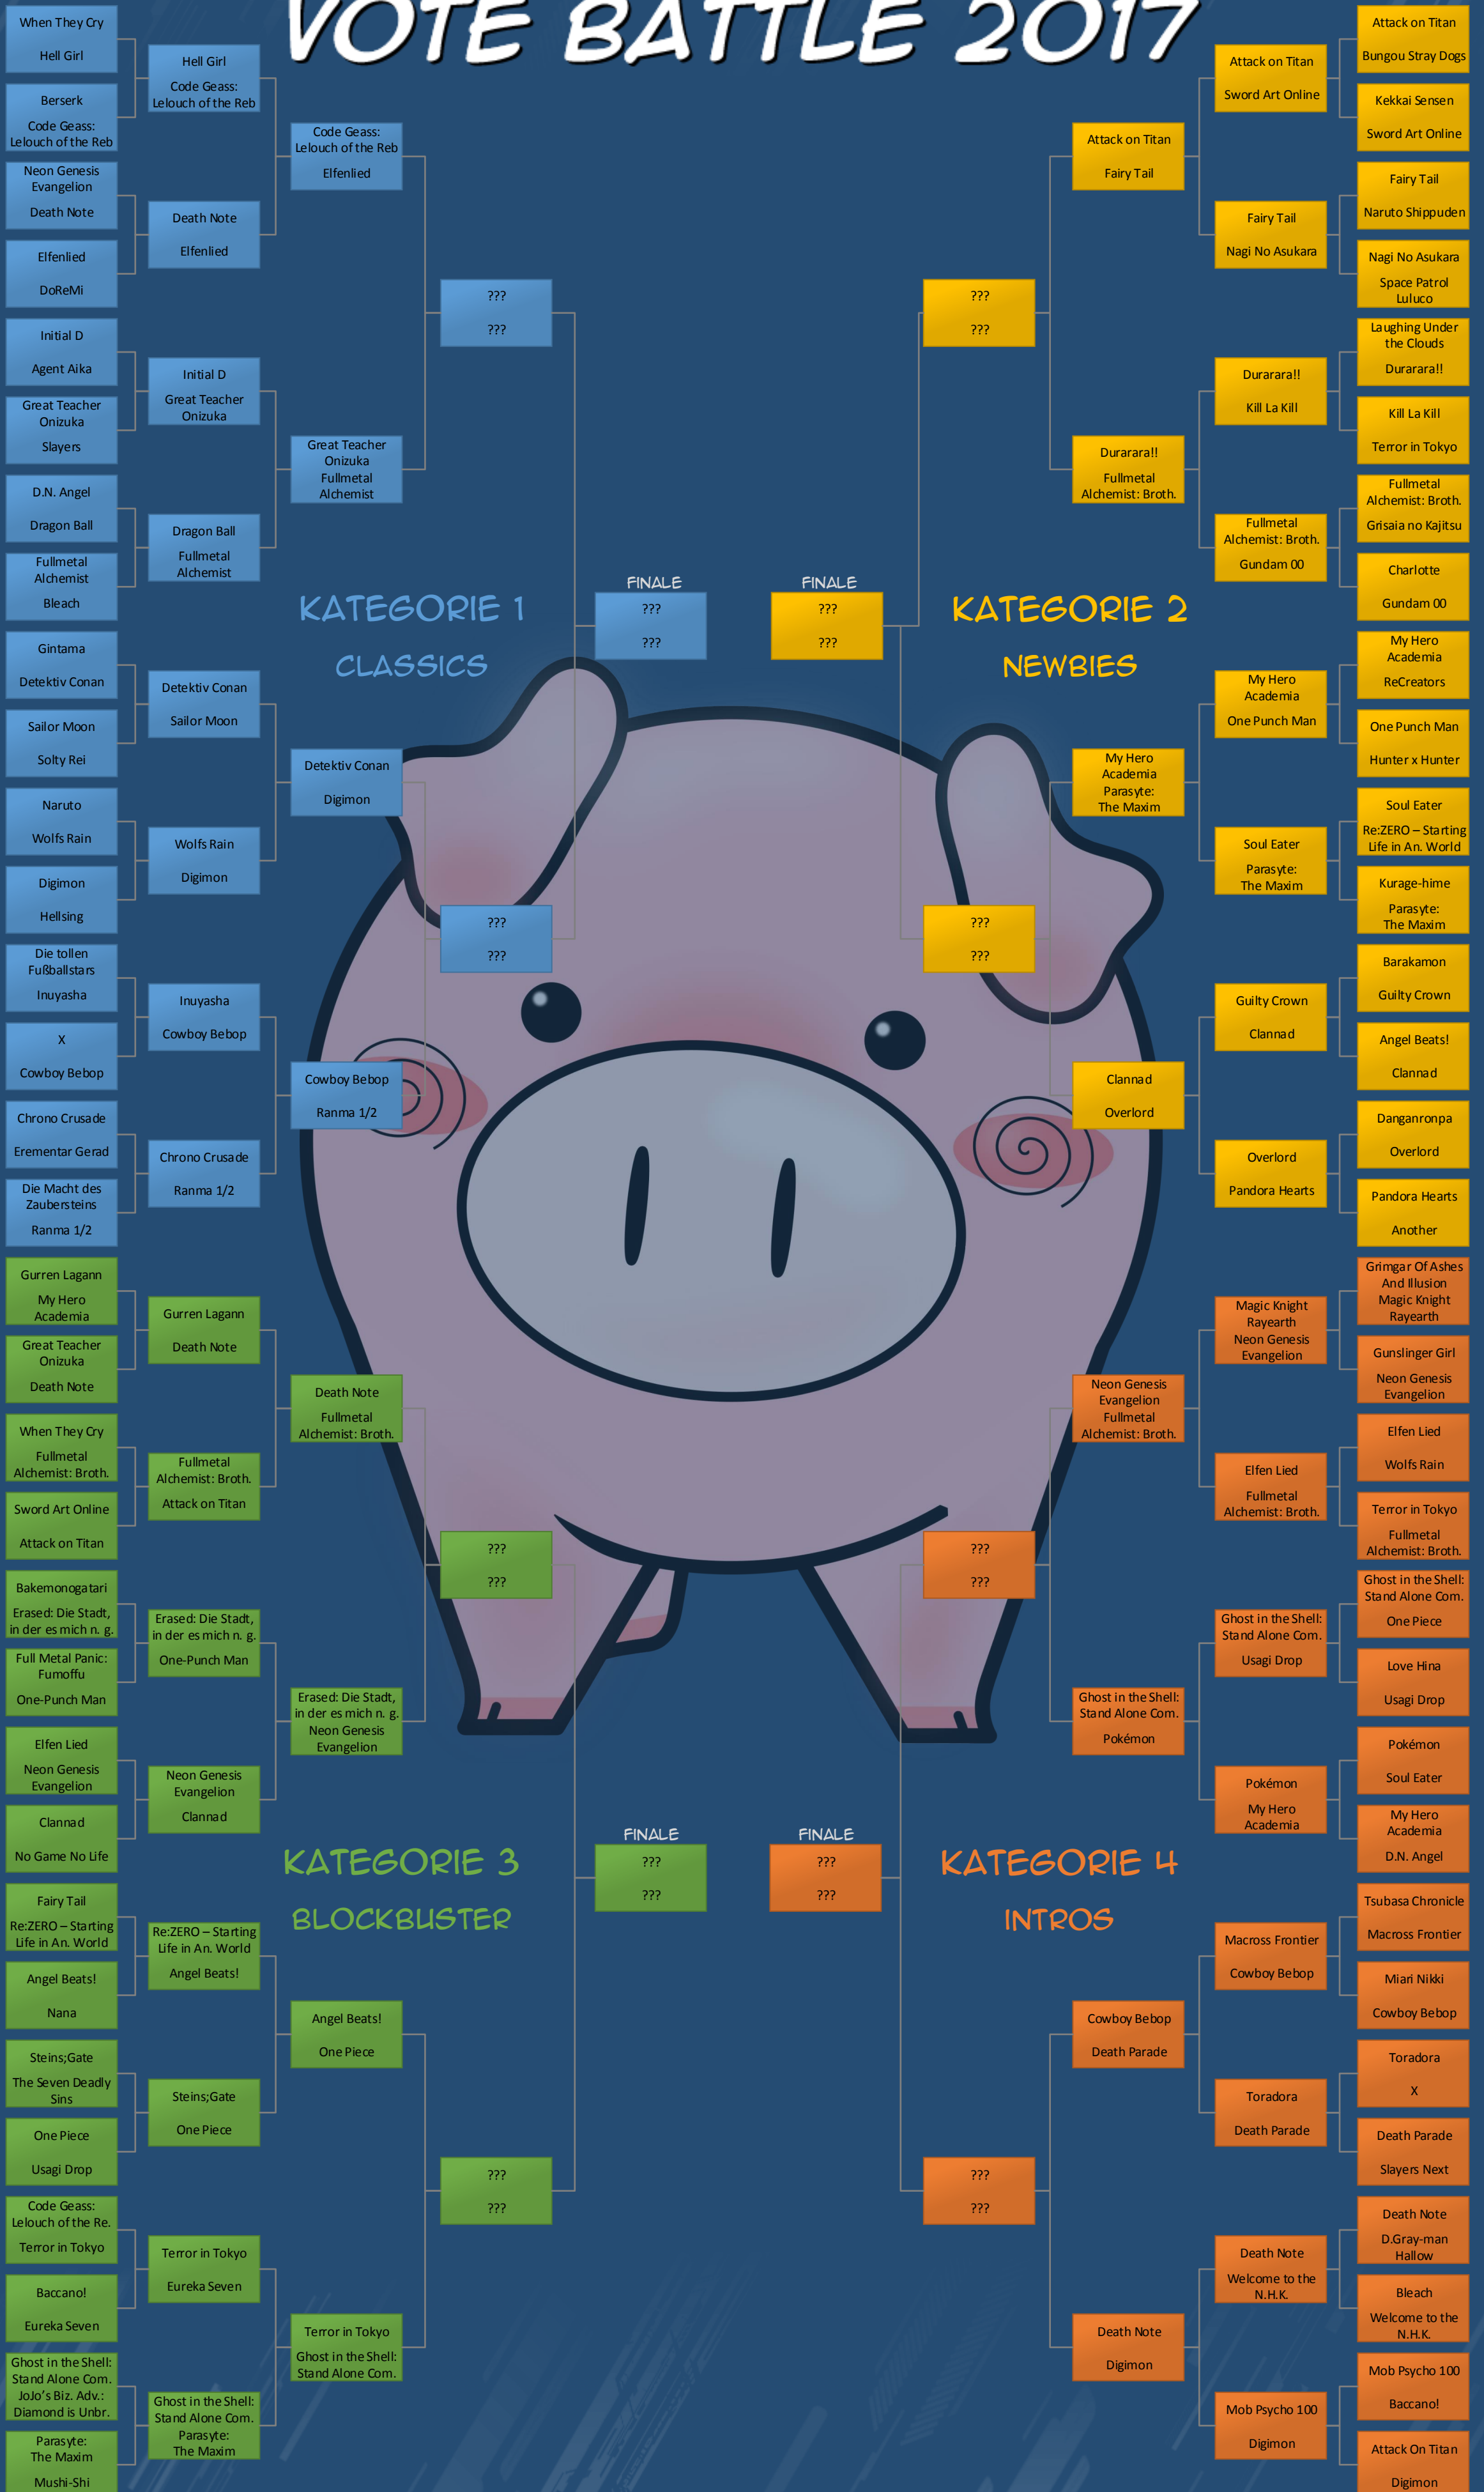 VOTE BATTLE 2017
When They Cry
Hell Girl
Berserk
Code Geass:
Lelouch of the Reb
Neon Genesis
Evangelion
Death Note
Elfenlied
DoReMi
Initial D
Agent Aika
Great Teacher
Onizuka
Slayers
D.N. Angel
Dragon Ball
Fullmetal
Alchemist
Bleach
Gintama
Detektiv Conan
Sailor Moon
Solty Rei
Naruto
Wolfs Rain
Digimon
Hellsing
Die tollen
Fußballstars
Inuyasha
X
Cowboy Bebop
Chrono Crusade
Erementar Gerad
Die Macht des
Zaubersteins
Ranma 1/2
Hell Girl
Code Geass:
Lelouch of the Reb
Death Note
Elfenlied
Initial D
Great Teacher
Onizuka
Dragon Ball
Fullmetal
Alchemist
Detektiv Conan
Sailor Moon
Wolfs Rain
Digimon
Inuyasha
Cowboy Bebop
Chrono Crusade
Ranma 1/2
Code Geass:
Lelouch of the Reb
Elfenlied
Great Teacher
Onizuka
Fullmetal
Alchemist
Detektiv Conan
Digimon
Cowboy Bebop
Ranma 1/2
???
???
???
???
FINALE
???
???
KATEGORIE 1
CLASSICS
Attack on Titan
Bungou Stray Dogs
Kekkai Sensen
Sword Art Online
Fairy Tail
Naruto Shippuden
Nagi No Asukara
Space Patrol
Luluco
Laughing Under
the Clouds
Durarara!!
Kill La Kill
Terror in Tokyo
Fullmetal
Alchemist: Broth.
Grisaia no Kajitsu
Charlotte
Gundam 00
My Hero
Academia
ReCreators
One Punch Man
Hunter x Hunter
Soul Eater
Re:ZERO – Starting
Life in An. World
Kurage-hime
Parasyte:
The Maxim
Barakamon
Guilty Crown
Angel Beats!
Clannad
Danganronpa
Overlord
Pandora Hearts
Another
Attack on Titan
Sword Art Online
Fairy Tail
Nagi No Asukara
Durarara!!
Kill La Kill
Fullmetal
Alchemist: Broth.
Gundam 00
My Hero
Academia
One Punch Man
Soul Eater
Parasyte:
The Maxim
Guilty Crown
Clannad
Overlord
Pandora Hearts
Attack on Titan
Fairy Tail
Durarara!!
Fullmetal
Alchemist: Broth.
My Hero
Academia
Parasyte:
The Maxim
Clannad
Overlord
???
???
???
???
FINALE
???
???
KATEGORIE 2
NEWBIES
Gurren Lagann
My Hero
Academia
Great Teacher
Onizuka
Death Note
When They Cry
Fullmetal
Alchemist: Broth.
Sword Art Online
Attack on Titan
Bakemonogatari
Erased: Die Stadt,
in der es mich n. g.
Full Metal Panic:
Fumoffu
One-Punch Man
Elfen Lied
Neon Genesis
Evangelion
Clannad
No Game No Life
Fairy Tail
Re:ZERO – Starting
Life in An. World
Angel Beats!
Nana
Steins;Gate
The Seven Deadly
Sins
One Piece
Usagi Drop
Code Geass:
Lelouch of the Re.
Terror in Tokyo
Baccano!
Eureka Seven
Ghost in the Shell:
Stand Alone Com.
JoJo's Biz. Adv.:
Diamond is Unbr.
Parasyte:
The Maxim
Mushi-Shi
Gurren Lagann
Death Note
Fullmetal
Alchemist: Broth.
Attack on Titan
Erased: Die Stadt,
in der es mich n. g.
One-Punch Man
Neon Genesis
Evangelion
Clannad
Re:ZERO – Starting
Life in An. World
Angel Beats!
Steins;Gate
One Piece
Terror in Tokyo
Eureka Seven
Ghost in the Shell:
Stand Alone Com.
Parasyte:
The Maxim
Death Note
Fullmetal
Alchemist: Broth.
Erased: Die Stadt,
in der es mich n. g.
Neon Genesis
Evangelion
Angel Beats!
One Piece
Terror in Tokyo
Ghost in the Shell:
Stand Alone Com.
???
???
???
???
FINALE
???
???
KATEGORIE 3
BLOCKBUSTER
Grimgar Of Ashes
And Illusion
Magic Knight
Rayearth
Gunslinger Girl
Neon Genesis
Evangelion
Elfen Lied
Wolfs Rain
Terror in Tokyo
Fullmetal
Alchemist: Broth.
Ghost in the Shell:
Stand Alone Com.
One Piece
Love Hina
Usagi Drop
Pokémon
Soul Eater
My Hero
Academia
D.N. Angel
Tsubasa Chronicle
Macross Frontier
Miari Nikki
Cowboy Bebop
Toradora
X
Death Parade
Slayers Next
Death Note
D.Gray-man
Hallow
Bleach
Welcome to the
N.H.K.
Mob Psycho 100
Baccano!
Attack On Titan
Digimon
Magic Knight
Rayearth
Neon Genesis
Evangelion
Elfen Lied
Fullmetal
Alchemist: Broth.
Ghost in the Shell:
Stand Alone Com.
Usagi Drop
Pokémon
My Hero
Academia
Macross Frontier
Cowboy Bebop
Toradora
Death Parade
Death Note
Welcome to the
N.H.K.
Mob Psycho 100
Digimon
Neon Genesis
Evangelion
Fullmetal
Alchemist: Broth.
Ghost in the Shell:
Stand Alone Com.
Pokémon
Cowboy Bebop
Death Parade
Death Note
Digimon
???
???
???
???
FINALE
???
???
KATEGORIE 4
INTROS